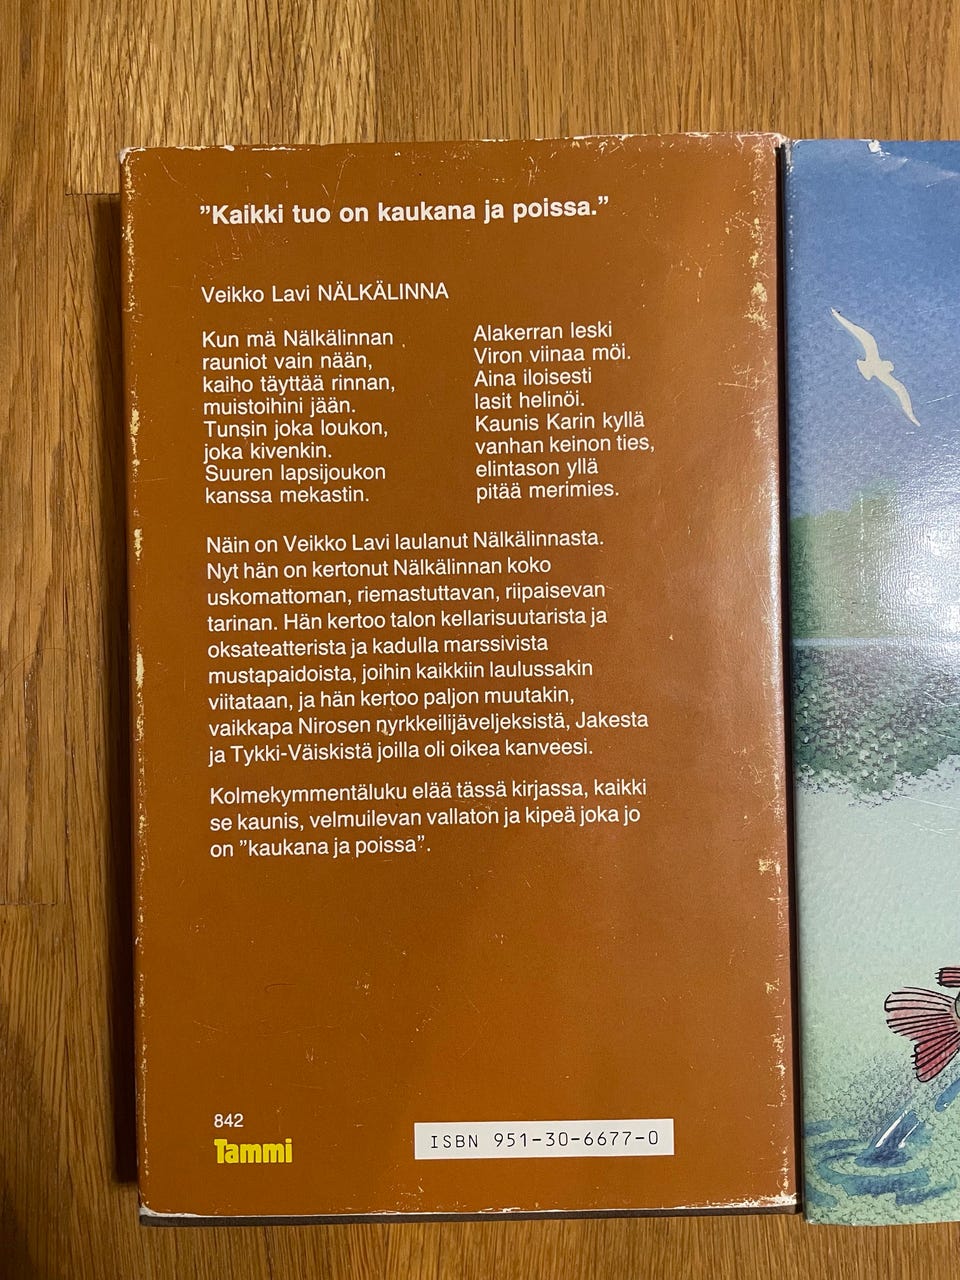 ”Kaikki tuo on kaukana ja poissa.”
Veikko Lavi NÄLKÄLINNA
Kun mä Nälkälinnan
rauniot vain nään,
kaiho täyttää rinnan,
muistoihini jään.
Tunsin joka loukon,
joka kivenkin.
Suuren lapsijoukon
kanssa mekastin.
Alakerran leski
Viron viinaa möi.
Aina iloisesti
lasit helinöi.
Kaunis Karin kyllä
vanhan keinon ties,
elintason yllä
pitää merimies.
Näin on Veikko Lavi laulanut Nälkälinnasta.
Nyt hän on kertonut Nälkälinnan koko
uskomattoman, riemastuttavan, riipaisevan
tarinan. Hän kertoo talon kellarisuutarista ja
oksateatterista ja kadulla marssivista
mustapaidoista, joihin kaikkiin laulussakin
viitataan, ja hän kertoo paljon muutakin,
vaikkapa Nirosen nyrkkeilijäveljeksistä, Jakesta
ja Tykki-Väiskistä joilla oli oikea kanveesi.
Kolmekymmentäluku elää tässä kirjassa, kaikki
se kaunis, velmuilevan vallaton ja kipeä joka jo
on ”kaukana ja poissa”.
842
Tammi
ISBN 951-30-6677-0